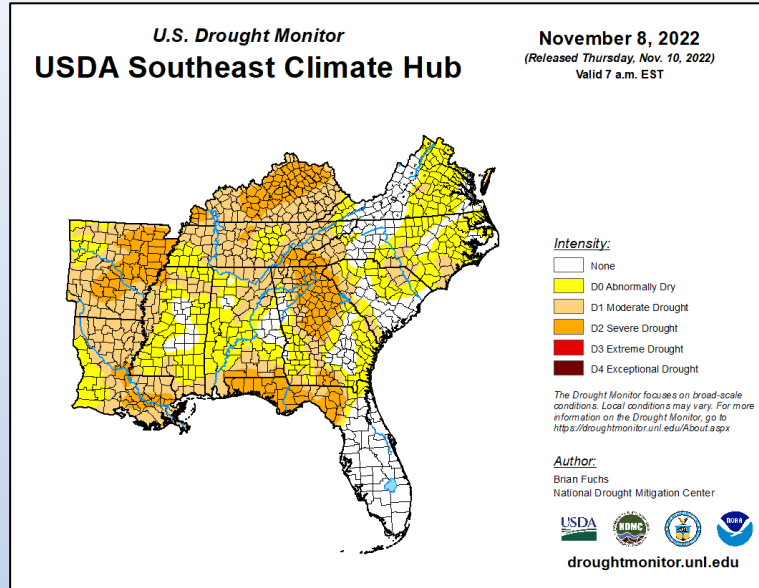 U.S. Drought Monitor
USDA Southeast Climate Hub
November 8, 2022
(Released Thursday, Nov. 10, 2022)
Valid 7 a.m. EST
Intensity:
None
D0 Abnormally Dry
D1 Moderate Drought
D2 Severe Drought
D3 Extreme Drought
D4 Exceptional Drought
The Drought Monitor focuses on broad-scale
conditions. Local conditions may vary. For more
information on the Drought Monitor, go to
https://droughtmonitor.unl.edu/About.aspx
Author:
Brian Fuchs
National Drought Mitigation Center
USDA
NDMC
NOAA
droughtmonitor.unl.edu